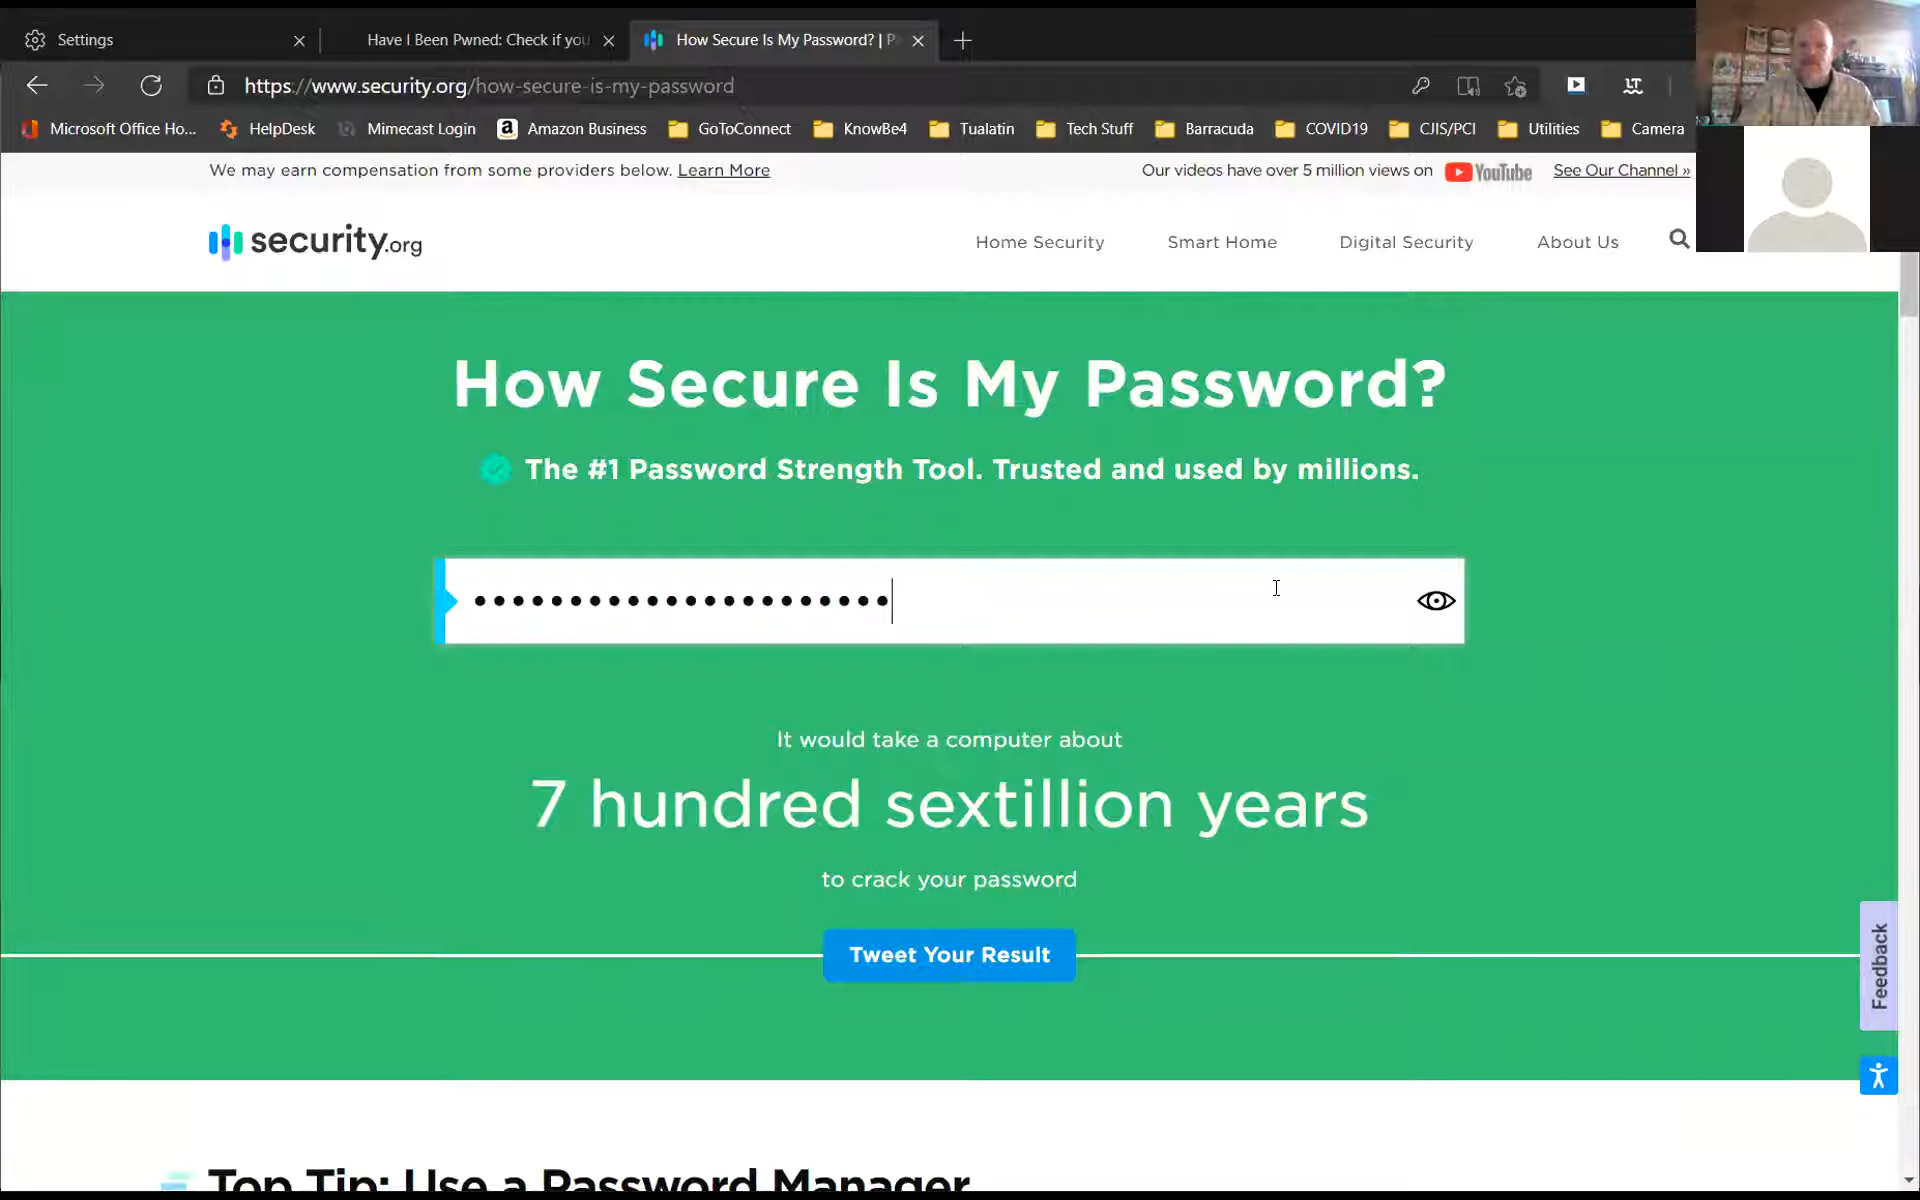 Settings
Have I Been Pwned: Check if you
How Secure Is My Password? | P
https://www.security.org/how-secure-is-my-password
Microsoft Office Ho... HelpDesk Mimecast Login Amazon Business GoToConnect KnowBe4 Tualatin Tech Stuff Barracuda COVID19 CJIS/PCI Utilities Camera
We may earn compensation from some providers below. Learn More
Our videos have over 5 million views on YouTube See Our Channel »
security.org
Home Security Smart Home Digital Security About Us
How Secure Is My Password?
The #1 Password Strength Tool. Trusted and used by millions.
It would take a computer about
7 hundred sextillion years
to crack your password
Tweet Your Result
Feedback
Top Tip: Use a Password Manager